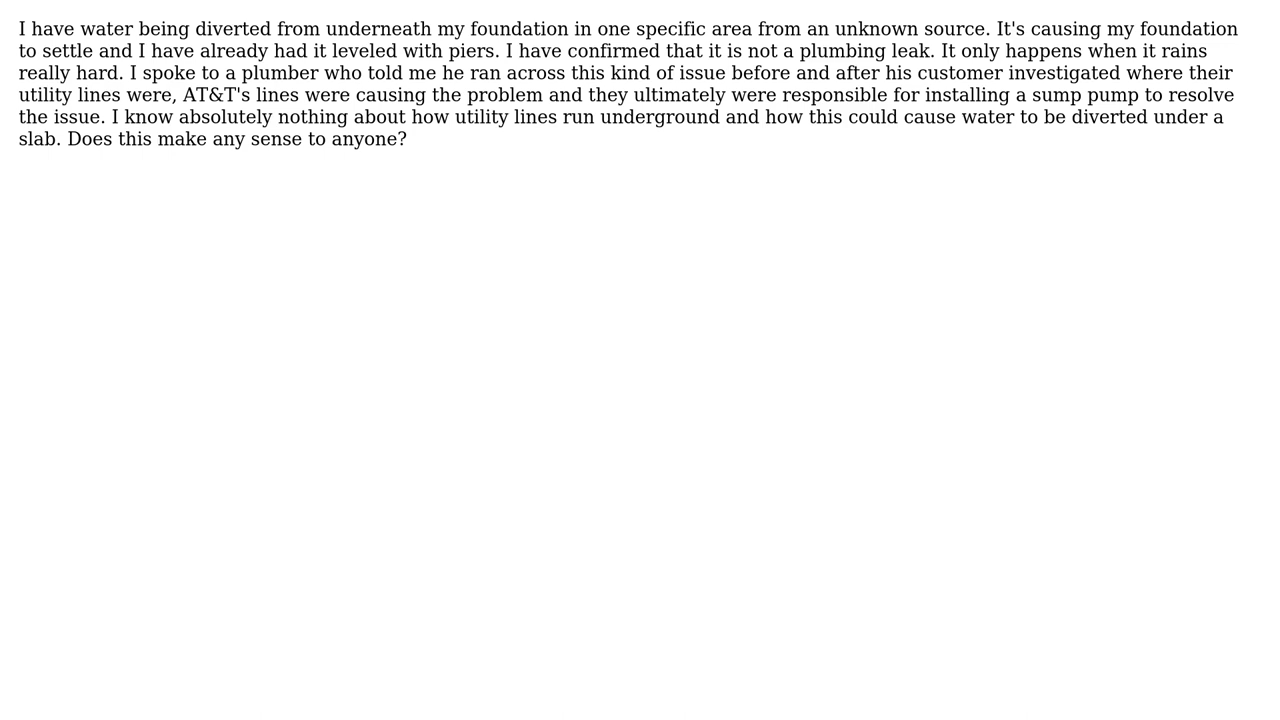 I have water being diverted from underneath my foundation in one specific area from an unknown source. It's causing my foundation
to settle and I have already had it leveled with piers. I have confirmed that it is not a plumbing leak. It only happens when it rains
really hard. I spoke to a plumber who told me he ran across this kind of issue before and after his customer investigated where their
utility lines were, AT&T's lines were causing the problem and they ultimately were responsible for installing a sump pump to resolve
the issue. I know absolutely nothing about how utility lines run underground and how this could cause water to be diverted under a
slab. Does this make any sense to anyone?